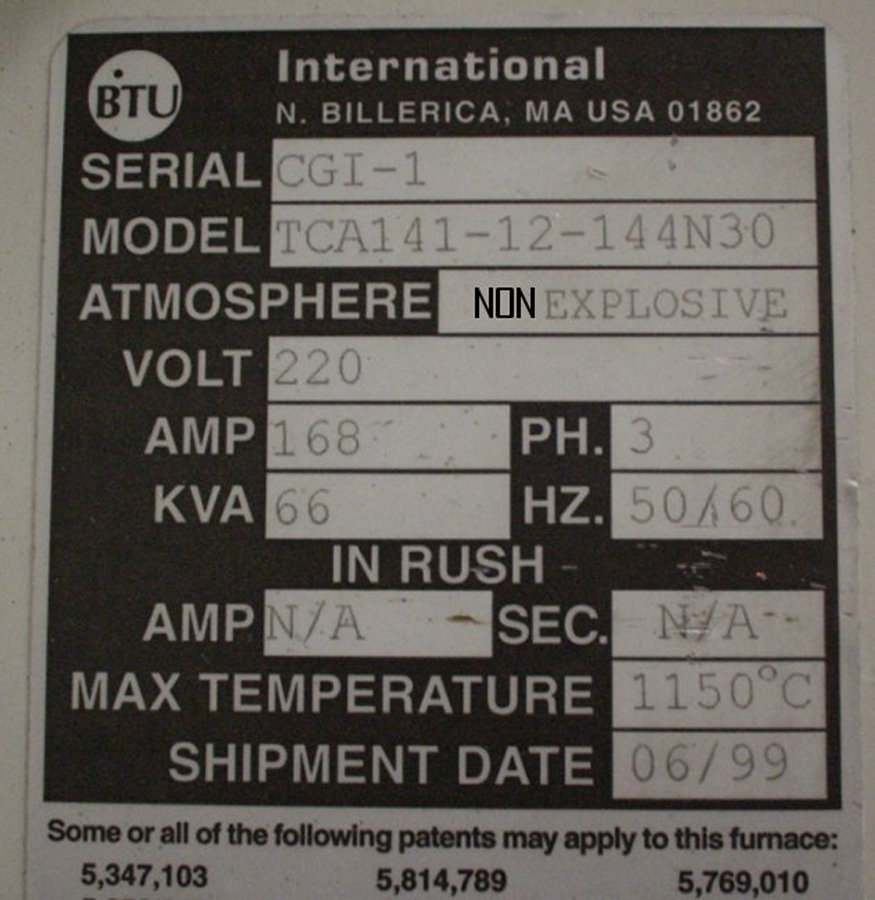 BTU International
N. BILLERICA, MA USA 01862
SERIAL CGI-1
MODEL TCA141-12-144N30
ATMOSPHERE NON EXPLOSIVE
VOLT 220
AMP 168 PH. 3
KVA 66 HZ. 50/60
IN RUSH
AMP N/A SEC. N/A
MAX TEMPERATURE 1150°C
SHIPMENT DATE 06/99
Some or all of the following patents may apply to this furnace:
5,347,103 5,814,789 5,769,010